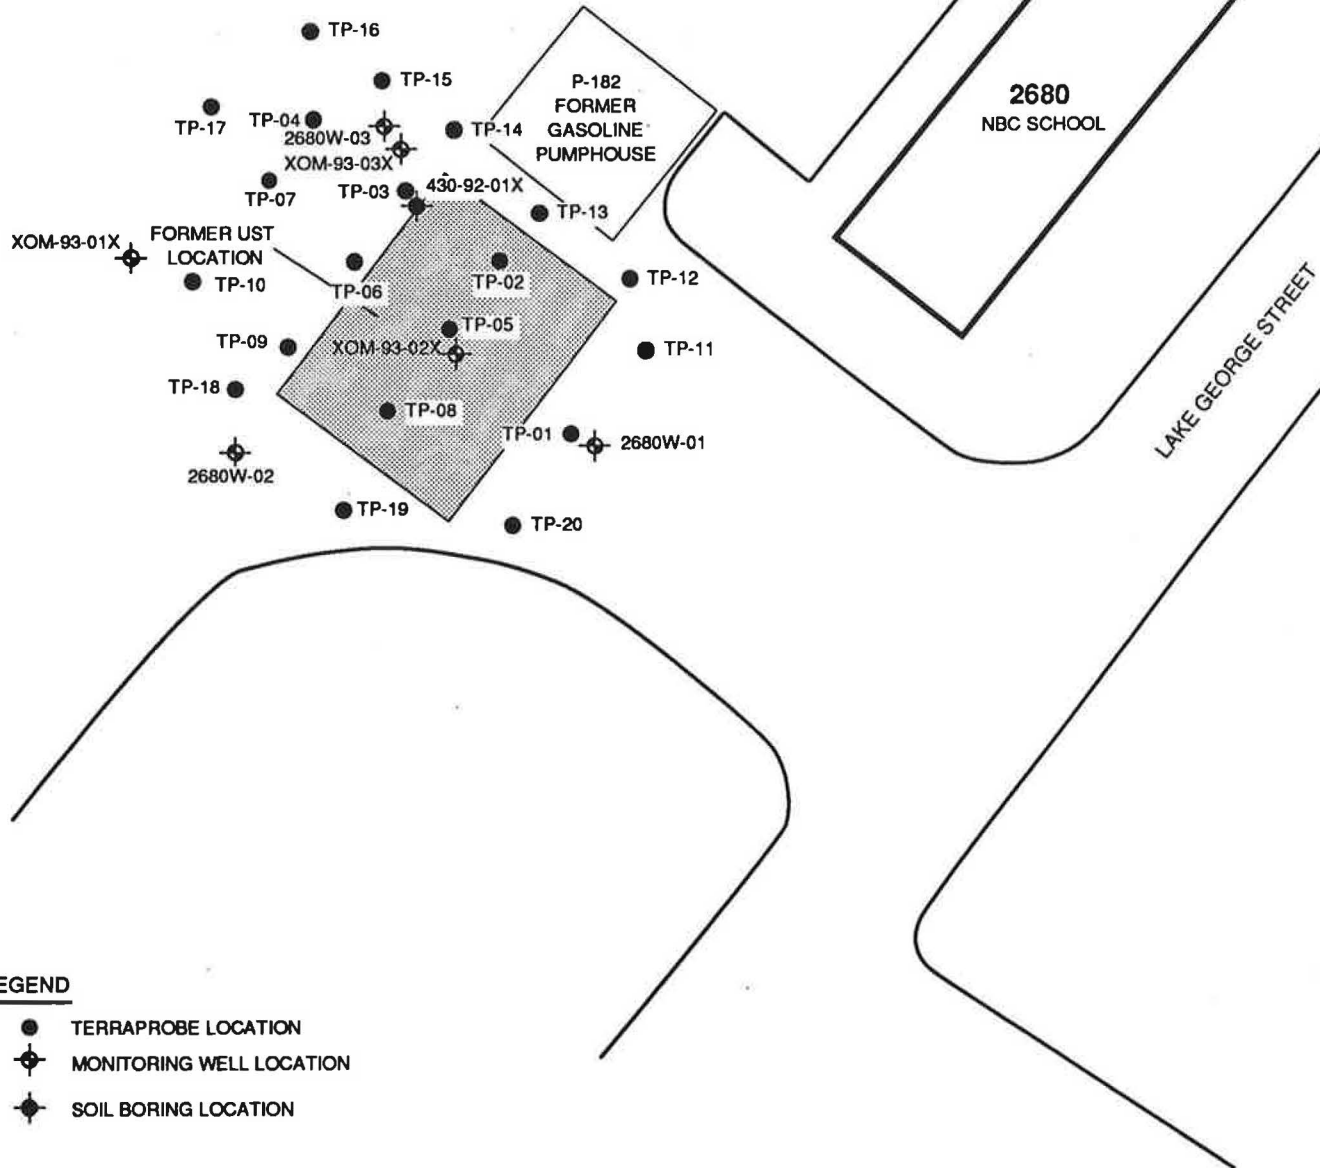 TP-16
TP-15
P-182
FORMER
GASOLINE
PUMPHOUSE
2680
NBC SCHOOL
TP-17
TP-04
2680W-03
TP-14
XOM-93-03X
TP-07
TP-03
430-92-01X
TP-13
XOM-93-01X
FORMER UST
LOCATION
TP-10
TP-06
TP-02
TP-12
TP-09
TP-05
XOM-93-02X
TP-11
TP-18
TP-08
TP-01
2680W-01
2680W-02
TP-19
TP-20
LAKE GEORGE STREET
EGEND
TERRAPROBE LOCATION
MONITORING WELL LOCATION
SOIL BORING LOCATION